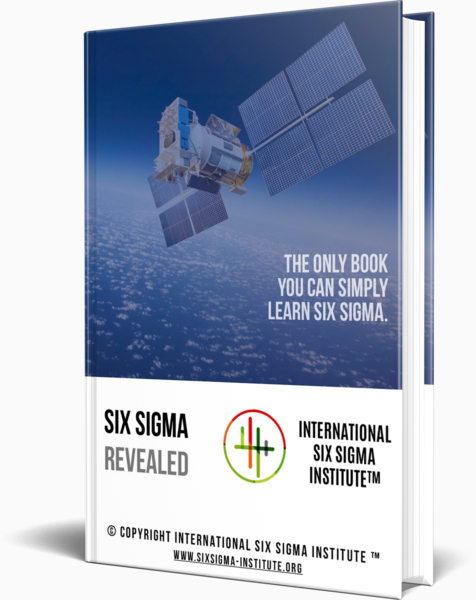 THE ONLY BOOK
YOU CAN SIMPLY
LEARN SIX SIGMA.
SIX SIGMA
REVEALED
INTERNATIONAL
SIX SIGMA
INSTITUTE™
© COPYRIGHT INTERNATIONAL SIX SIGMA INSTITUTE ™
WWW.SIXSIGMA-INSTITUTE.ORG